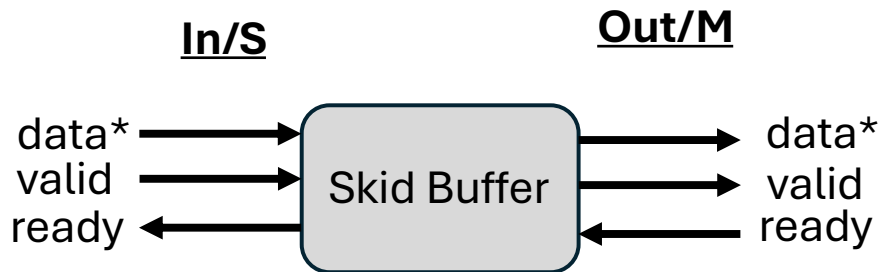 In/S
Out/M
data*
valid
ready
Skid Buffer
data*
valid
ready